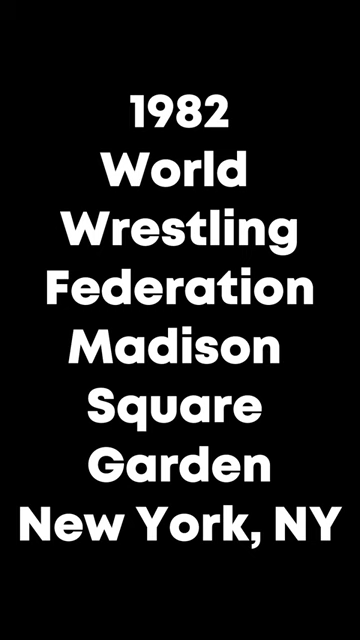 1982
World
Wrestling
Federation
Madison
Square
Garden
New York, NY